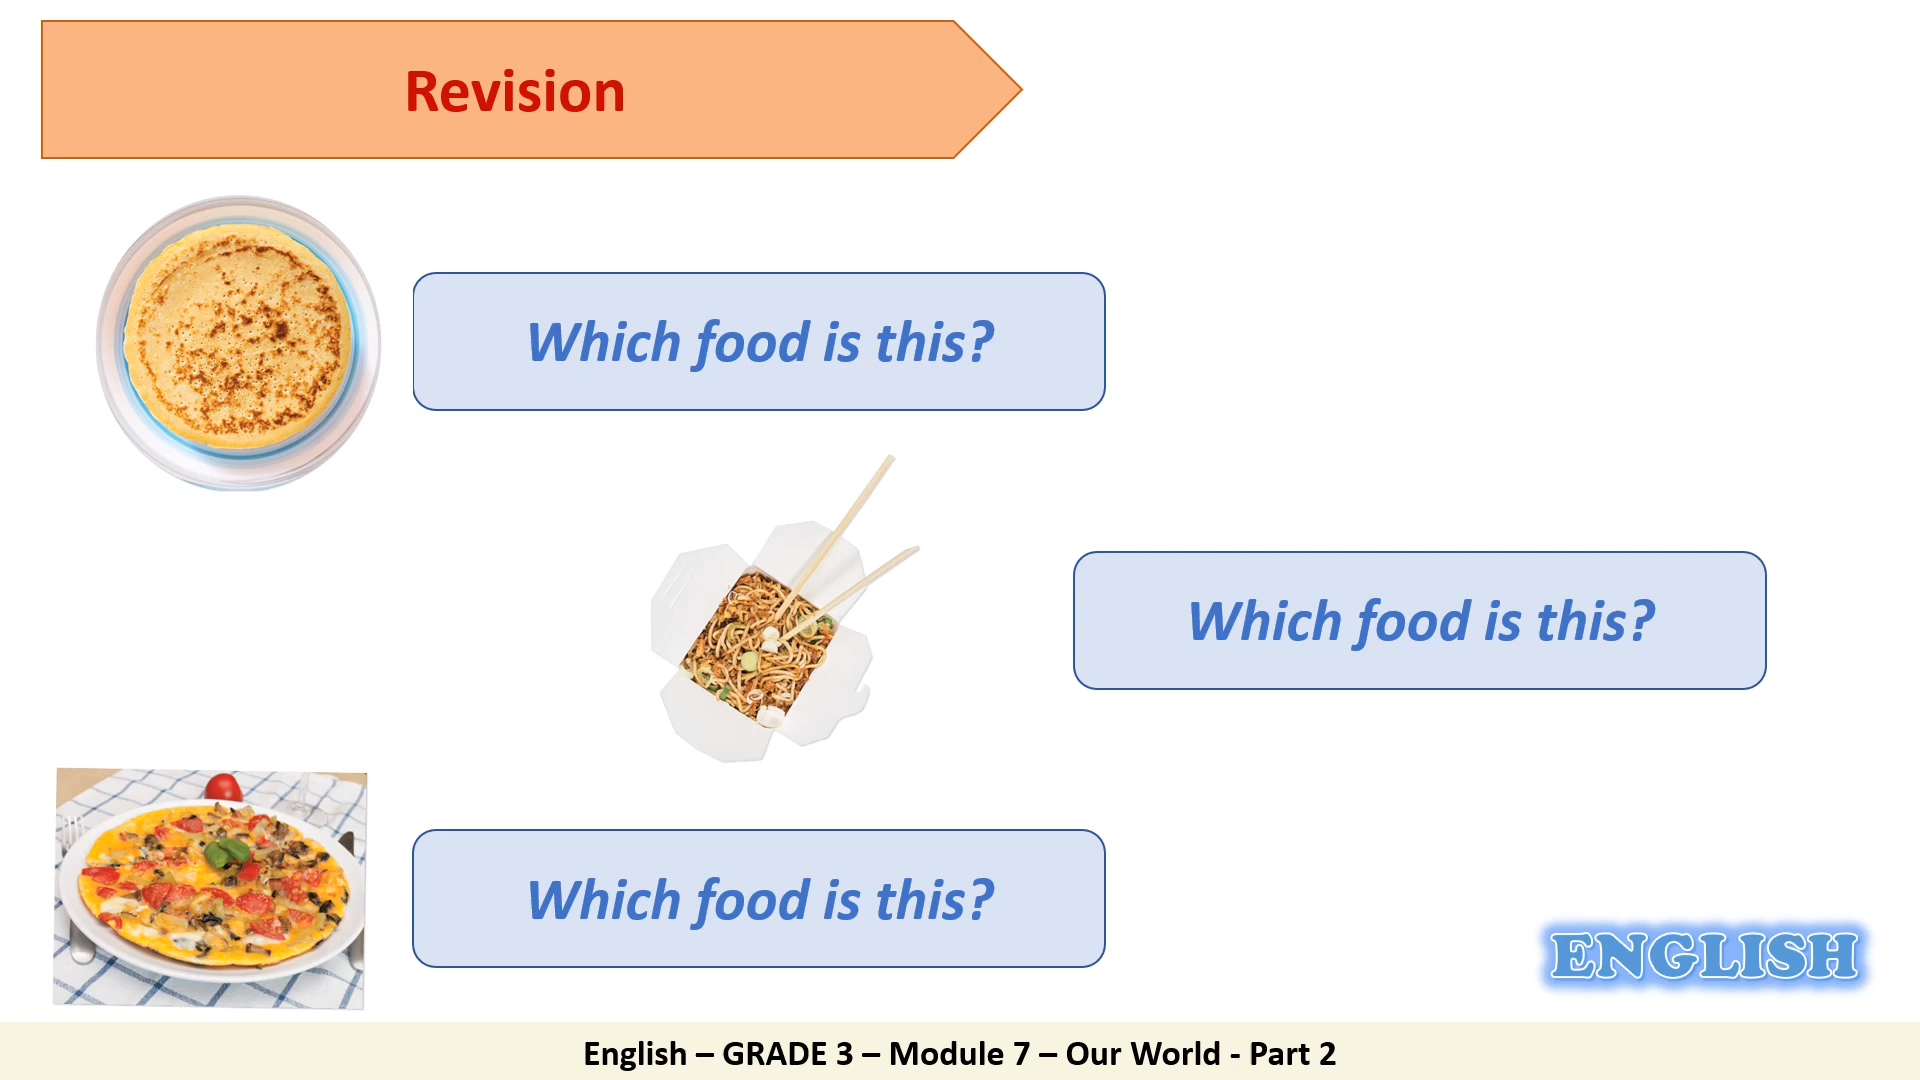 Revision
Which food is this?
Which food is this?
Which food is this?
ENGLISH
English – GRADE 3 – Module 7 – Our World - Part 2